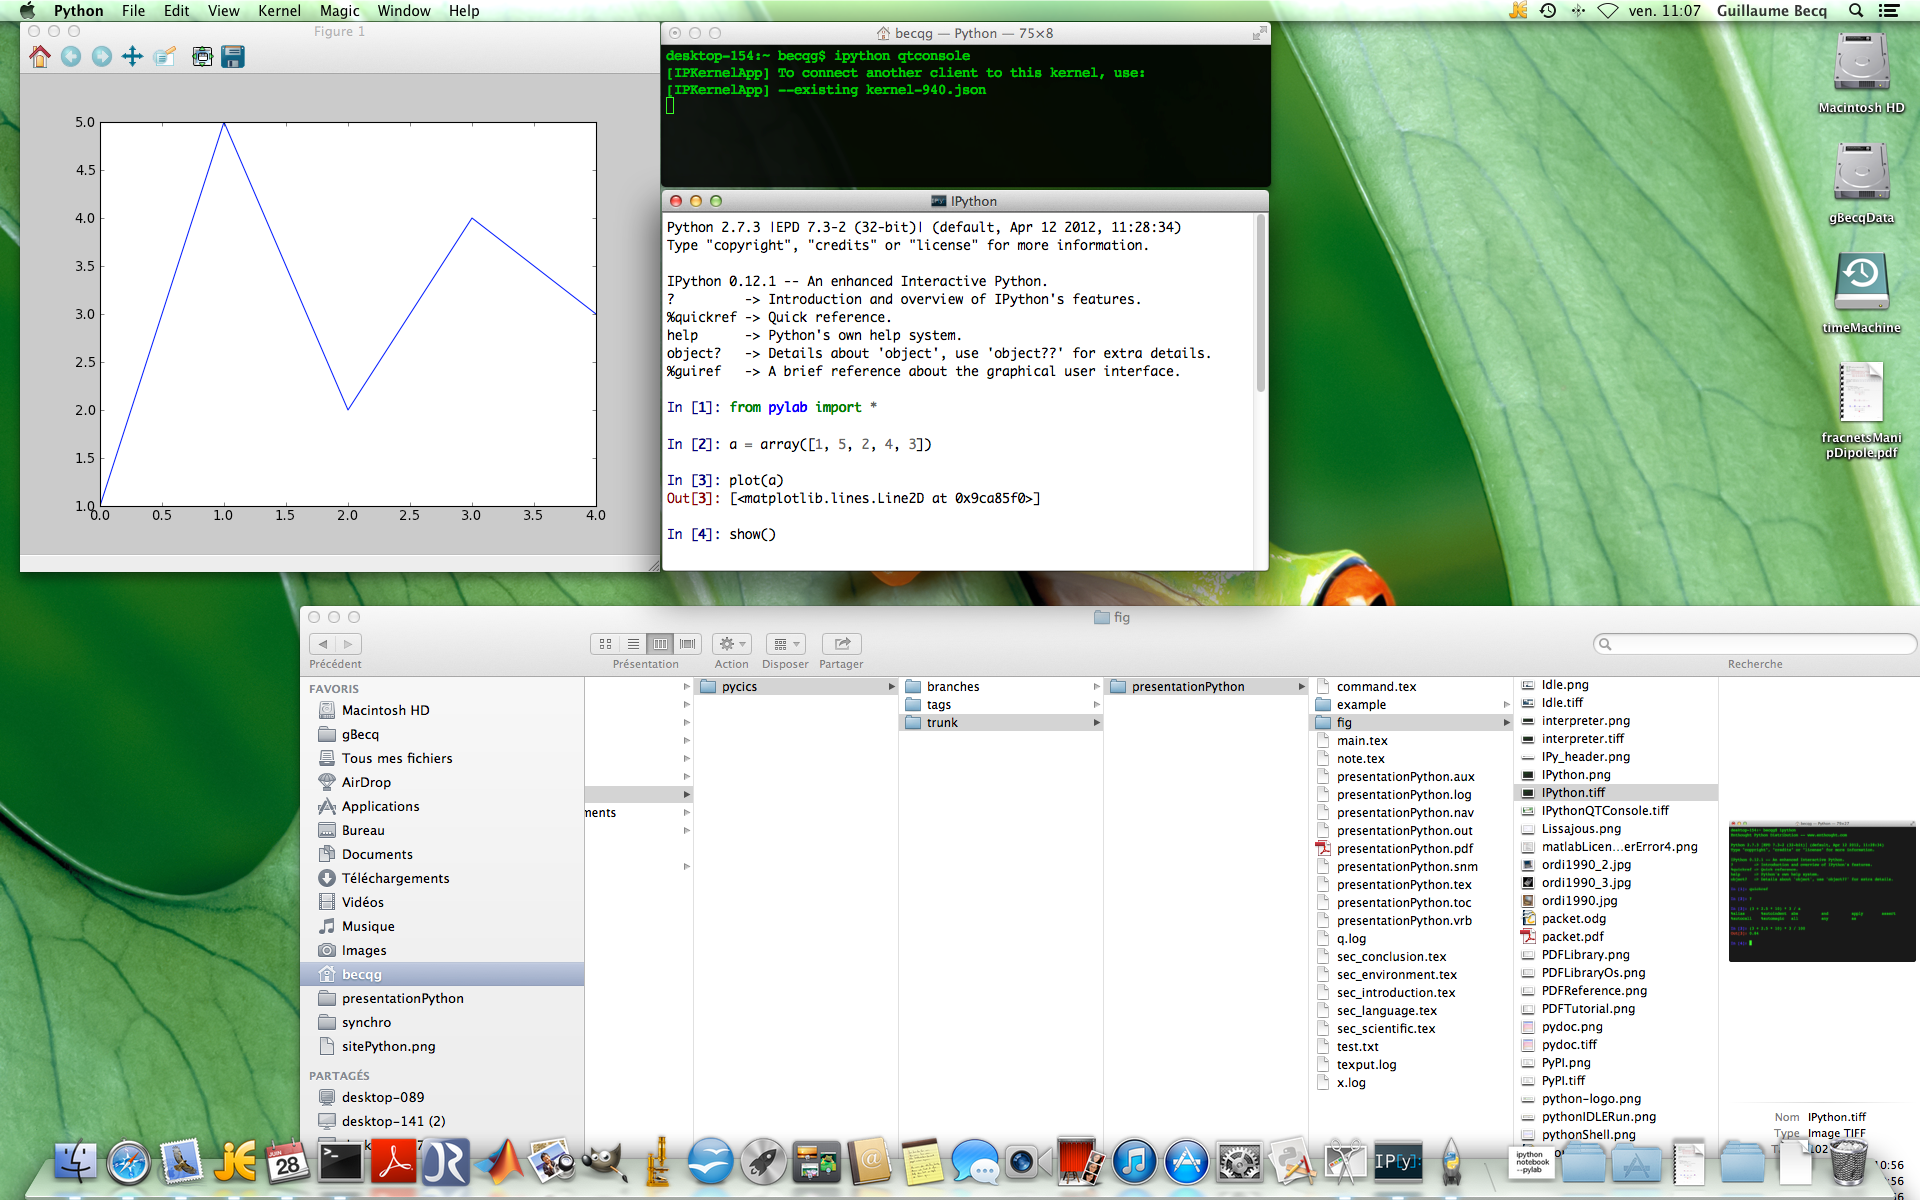 Python File Edit View Kernel Magic Window Help
ven. 11:07 Guillaume Becq
Figure 1
5.0
4.5
4.0
3.5
3.0
2.5
2.0
1.5
1.0
0.0 0.5 1.0 1.5 2.0 2.5 3.0 3.5 4.0
becqg — Python — 75×8
desktop-154:~ becqg$ ipython qtconsole
[IPKernelApp] To connect another client to this kernel, use:
[IPKernelApp] --existing kernel-940.json
IPython
Python 2.7.3 |EPD 7.3-2 (32-bit)| (default, Apr 12 2012, 11:28:34)
Type "copyright", "credits" or "license" for more information.
IPython 0.12.1 -- An enhanced Interactive Python.
? -> Introduction and overview of IPython's features.
%quickref -> Quick reference.
help -> Python's own help system.
object? -> Details about 'object', use 'object??' for extra details.
%guiref -> A brief reference about the graphical user interface.
In [1]: from pylab import *
In [2]: a = array([1, 5, 2, 4, 3])
In [3]: plot(a)
Out[3]: [<matplotlib.lines.Line2D at 0x9ca85f0>]
In [4]: show()
Macintosh HD
gBecqData
timeMachine
fracnetsMani
pDipole.pdf
fig
Précédent
Présentation
Action
Disposer
Partager
Recherche
FAVORIS
Macintosh HD
gBecq
Tous mes fichiers
AirDrop
Applications
Bureau
Documents
Téléchargements
Vidéos
Musique
Images
becqg
presentationPython
synchro
sitePython.png
PARTAGÉS
desktop-089
desktop-141 (2)
ments
pycics
branches
tags
trunk
presentationPython
command.tex
example
fig
main.tex
note.tex
presentationPython.aux
presentationPython.log
presentationPython.nav
presentationPython.out
presentationPython.pdf
presentationPython.snm
presentationPython.tex
presentationPython.toc
presentationPython.vrb
q.log
sec_conclusion.tex
sec_environment.tex
sec_introduction.tex
sec_language.tex
sec_scientific.tex
test.txt
texput.log
x.log
Idle.png
Idle.tiff
interpreter.png
interpreter.tiff
IPy_header.png
IPython.png
IPython.tiff
IPythonQTConsole.tiff
Lissajous.png
matlabLicen...erError4.png
ordi1990_2.jpg
ordi1990_3.jpg
ordi1990.jpg
packet.odg
packet.pdf
PDFLibrary.png
PDFLibraryOs.png
PDFReference.png
PDFTutorial.png
pydoc.png
pydoc.tiff
PyPI.png
PyPI.tiff
python-logo.png
pythonIDLERun.png
pythonShell.png
Nom IPython.tiff
Type Image TIFF
JUIN
28
IP[y]:
ipython
notebook
--pylab